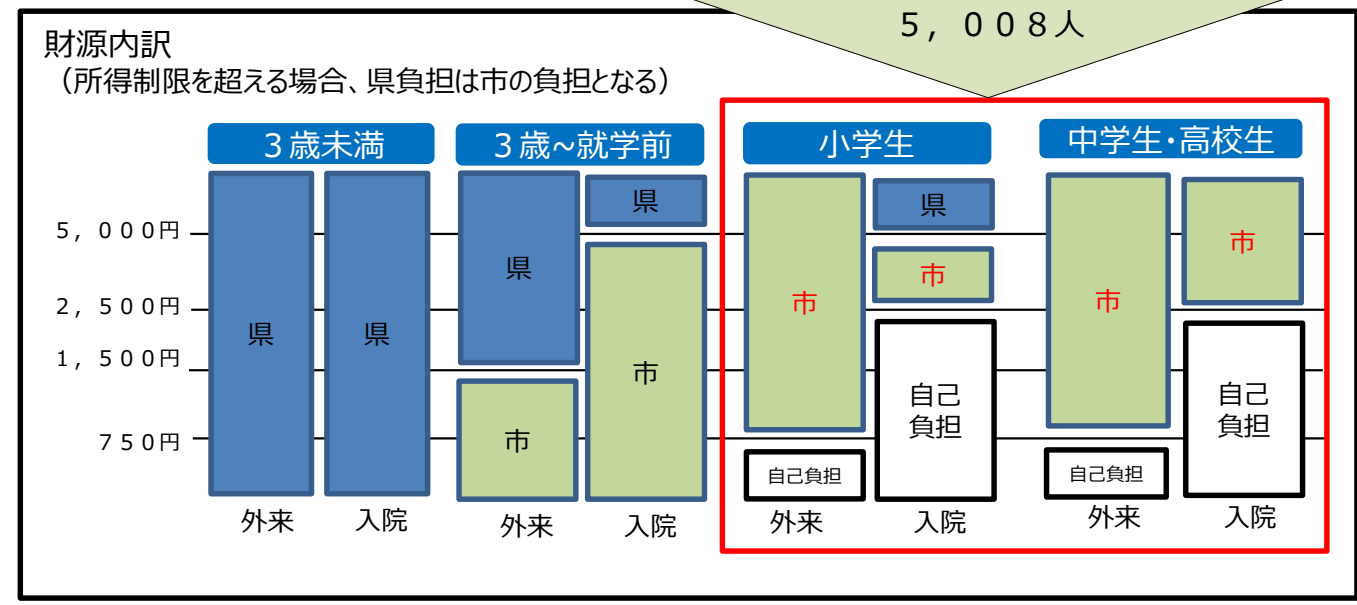 ５，００８人
財源内訳
（所得制限を超える場合、県負担は市の負担となる）
３歳未満
３歳~就学前
小学生
中学生・高校生
５，０００円
２，５００円
１，５００円
７５０円
県
県
県
市
県
市
市
自己負担
県
市
自己
負担
市
自己負担
市
自己
負担
外来
入院
外来
入院
外来
入院
外来
入院